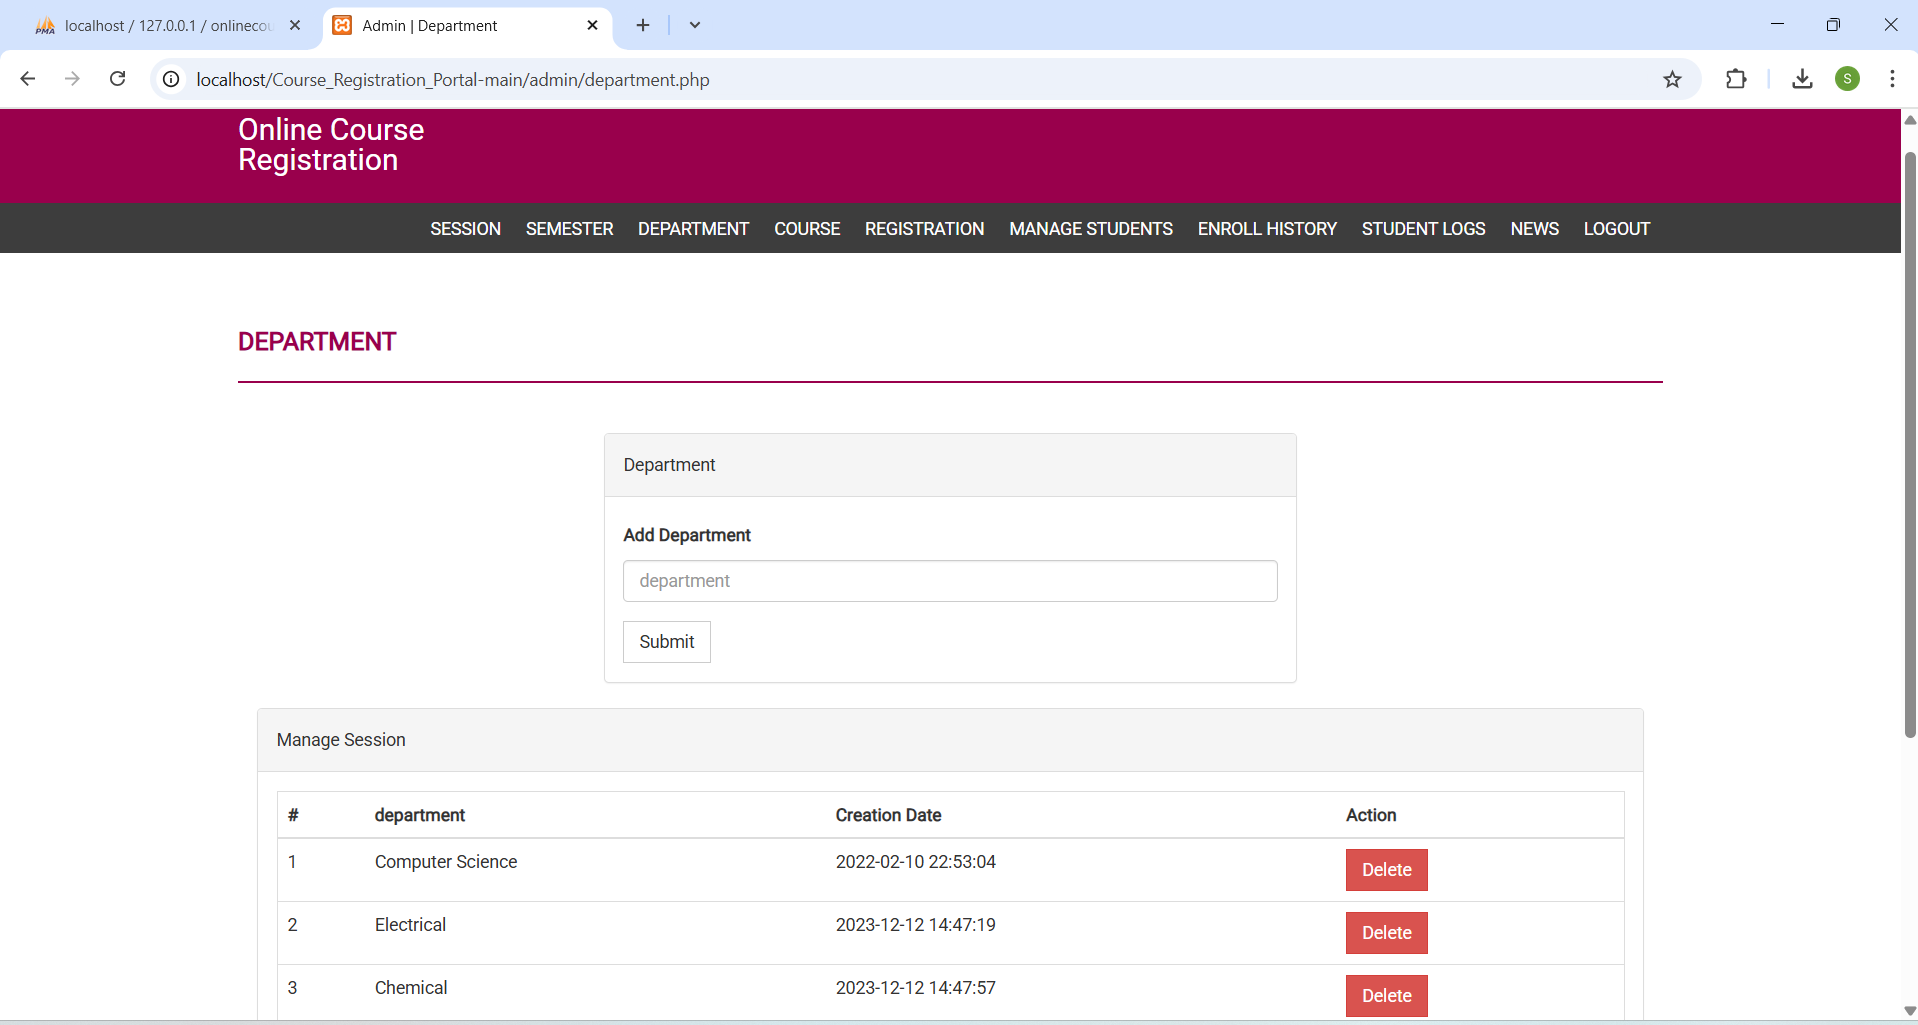 localhost / 127.0.0.1 / onlinecou
Admin | Department
localhost/Course_Registration_Portal-main/admin/department.php
S
Online Course
Registration
SESSION SEMESTER DEPARTMENT COURSE REGISTRATION MANAGE STUDENTS ENROLL HISTORY STUDENT LOGS NEWS LOGOUT
DEPARTMENT
Department
Add Department
department
Submit
Manage Session
# department Creation Date Action
1 Computer Science 2022-02-10 22:53:04 Delete
2 Electrical 2023-12-12 14:47:19 Delete
3 Chemical 2023-12-12 14:47:57 Delete